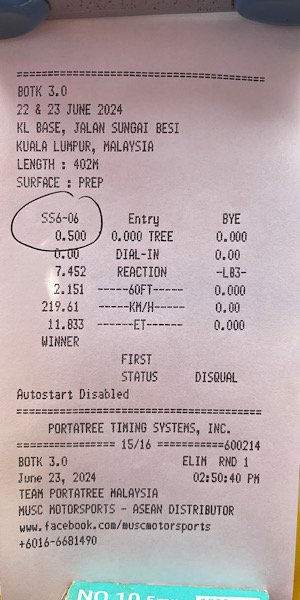 ==========================================
BOTK 3.0
22 & 23 JUNE 2024
KL BASE, JALAN SUNGAI BESI
KUALA LUMPUR, MALAYSIA
LENGTH : 402M
SURFACE : PREP
SS6-06 Entry BYE
0.500 0.000 TREE 0.000
0.00 DIAL-IN 0.00
7.452 REACTION -LB3-
2.151 -----60FT----- 0.000
219.61 -----KM/H----- 0.00
11.833 ------ET------ 0.000
WINNER
FIRST
STATUS DISQUAL
Autostart Disabled
==========================================
PORTATREE TIMING SYSTEMS, INC.
================ 15/16 ===========600214
BOTK 3.0 ELIM RND 1
June 23, 2024 02:50:40 PM
TEAM PORTATREE MALAYSIA
MUSC MOTORSPORTS - ASEAN DISTRIBUTOR
www.facebook.com/muscmotorsports
+6016-6681490
NO.10